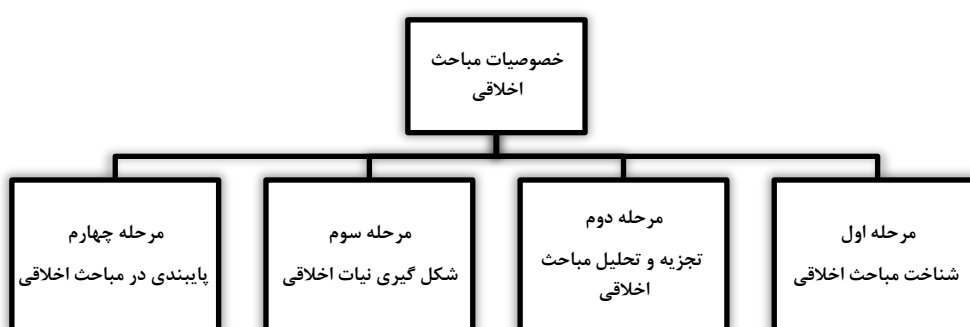 خصوصیات مباحث
اخلاقی
مرحله اول
شناخت مباحث اخلاقی
مرحله دوم
تجزیه و تحلیل مباحث
اخلاقی
مرحله سوم
شکل گیری نیات اخلاقی
مرحله چهارم
پایبندی در مباحث اخلاقی